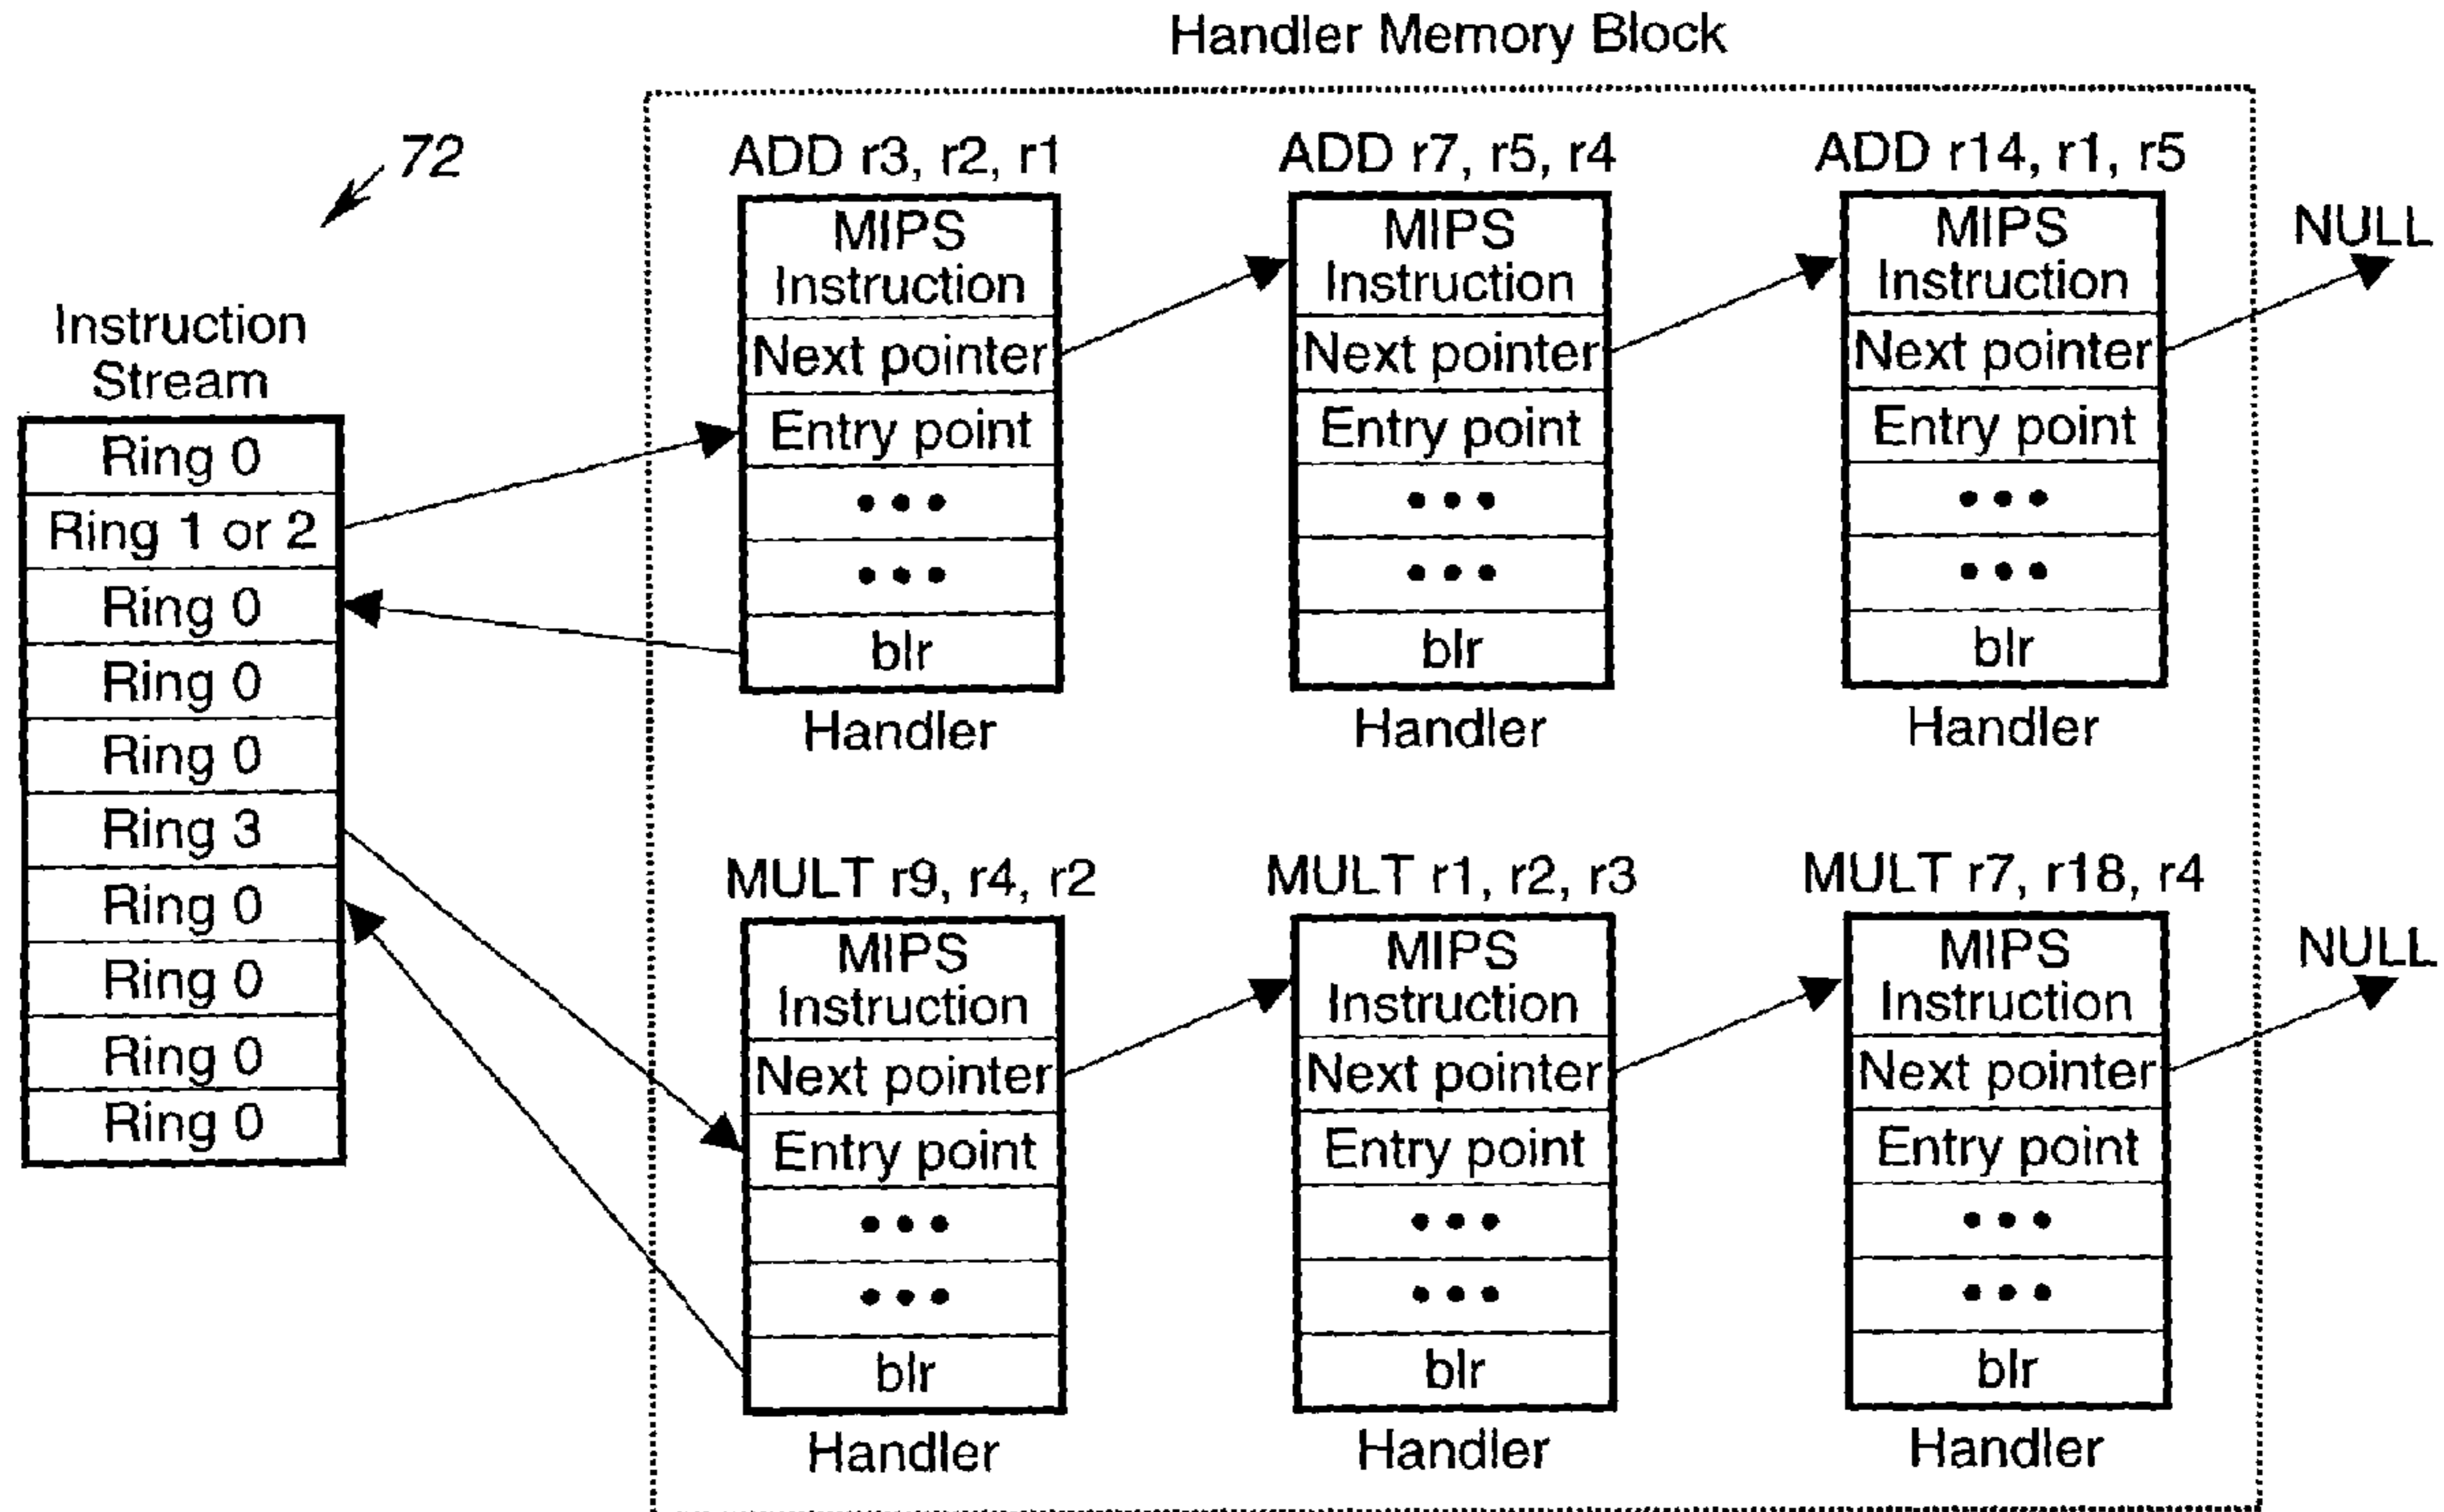 Handler Memory Block
72
Instruction
Stream
Ring 0
Ring 1 or 2
Ring 0
Ring 0
Ring 0
Ring 3
Ring 0
Ring 0
Ring 0
Ring 0
ADD r3, r2, r1
MIPS
Instruction
Next pointer
Entry point
•••
•••
blr
Handler
ADD r7, r5, r4
MIPS
Instruction
Next pointer
Entry point
•••
•••
blr
Handler
ADD r14, r1, r5
MIPS
Instruction
Next pointer
Entry point
•••
•••
blr
Handler
NULL
MULT r9, r4, r2
MIPS
Instruction
Next pointer
Entry point
•••
•••
blr
Handler
MULT r1, r2, r3
MIPS
Instruction
Next pointer
Entry point
•••
•••
blr
Handler
MULT r7, r18, r4
MIPS
Instruction
Next pointer
Entry point
•••
•••
blr
Handler
NULL